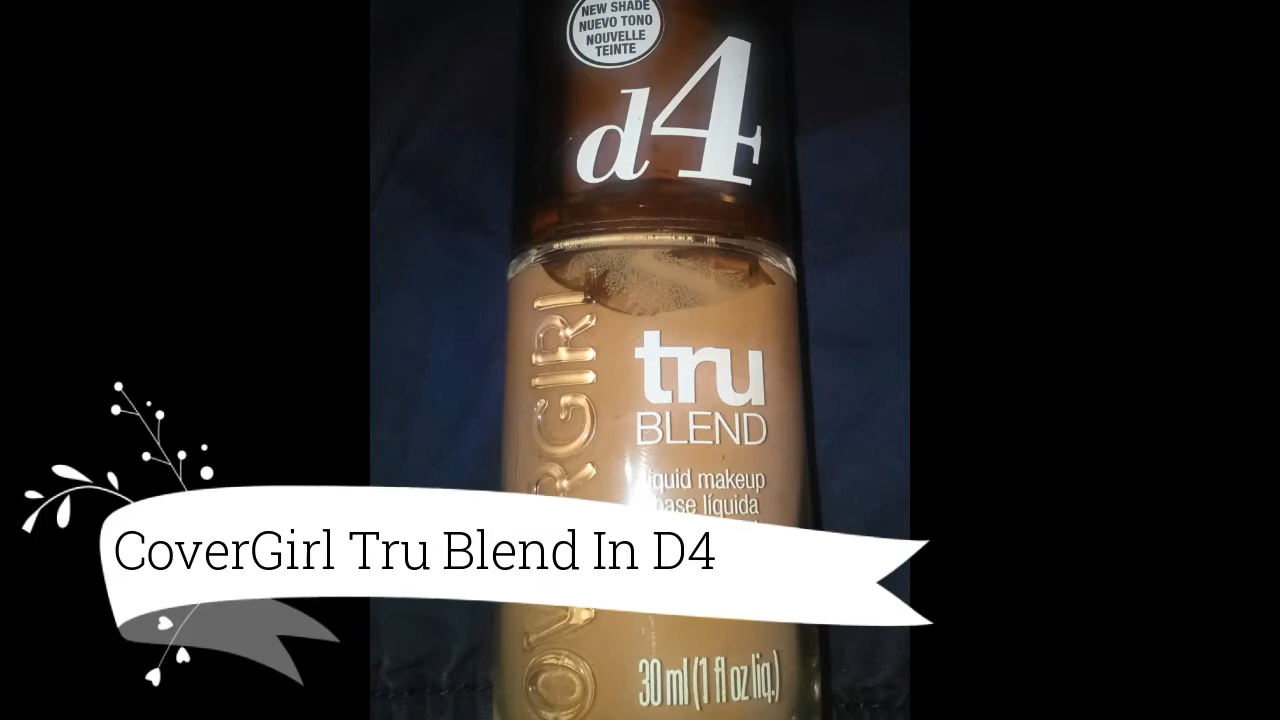 NEW SHADE
NUEVO TONO
NOUVELLE
TEINTE
d4
tru
BLEND
liquid makeup
base líquida
CoverGirl Tru Blend In D4
30 ml (1 fl oz liq.)